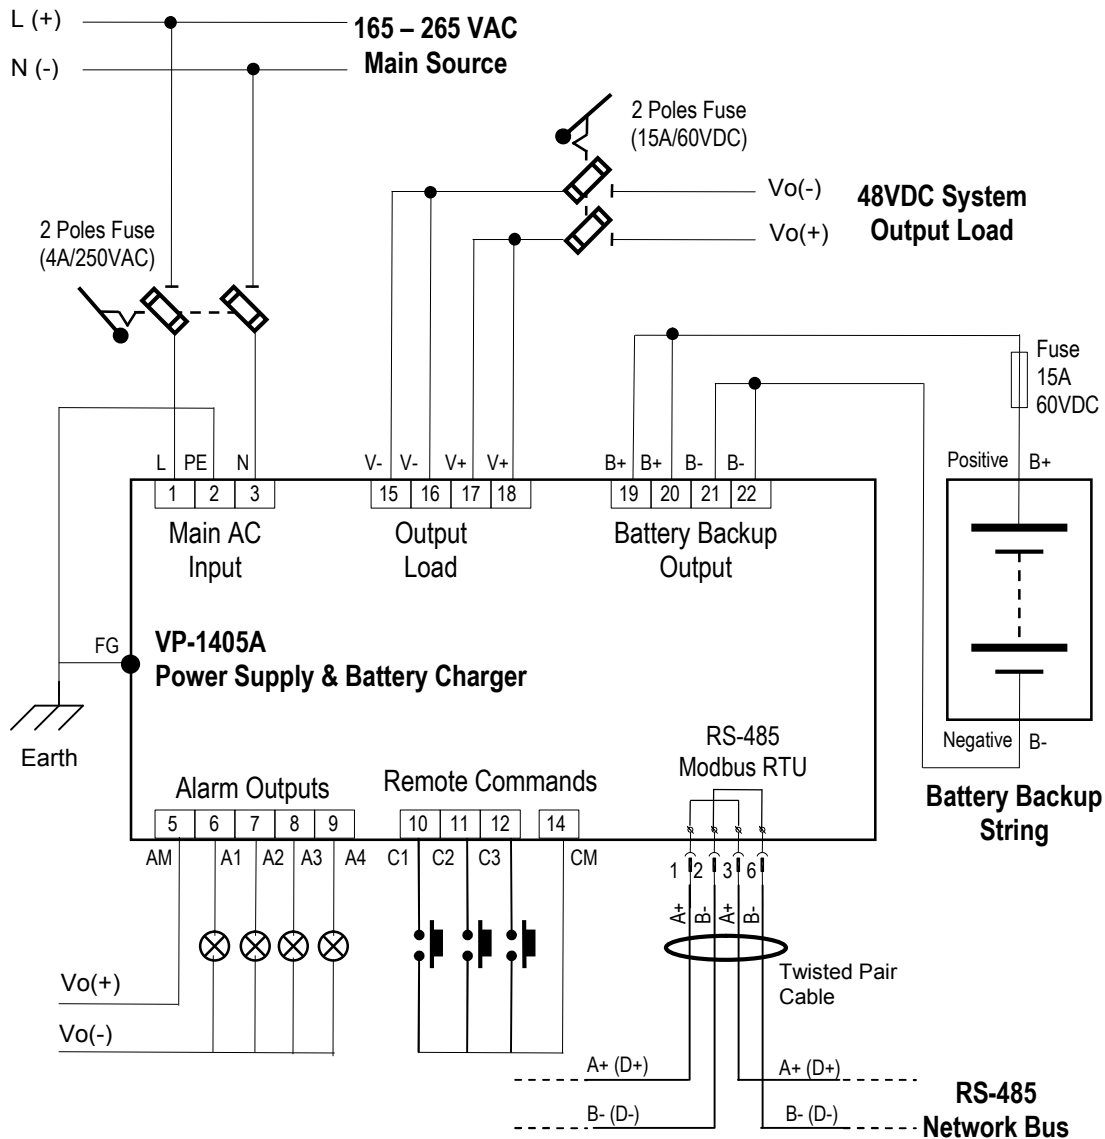 L (+)
165 – 265 VAC
Main Source
N (-)
2 Poles Fuse
(15A/60VDC)
Vo(-)
48VDC System
Output Load
Vo(+)
2 Poles Fuse
(4A/250VAC)
Fuse
15A
60VDC
L PE N
V- V- V+ V+
B+ B+ B- B-
Positive B+
1 2 3
15 16 17 18
19 20 21 22
Main AC
Input
Output
Load
Battery Backup
Output
FG
VP-1405A
Power Supply & Battery Charger
Earth
Negative B-
Battery Backup
String
RS-485
Modbus RTU
Alarm Outputs
Remote Commands
5 6 7 8 9
10 11 12 14
AM A1 A2 A3 A4
C1 C2 C3 CM
1 2 3 6
A+ B- A+ B-
Twisted Pair
Cable
Vo(+)
Vo(-)
A+ (D+)
A+ (D+)
B- (D-)
B- (D-)
RS-485
Network Bus